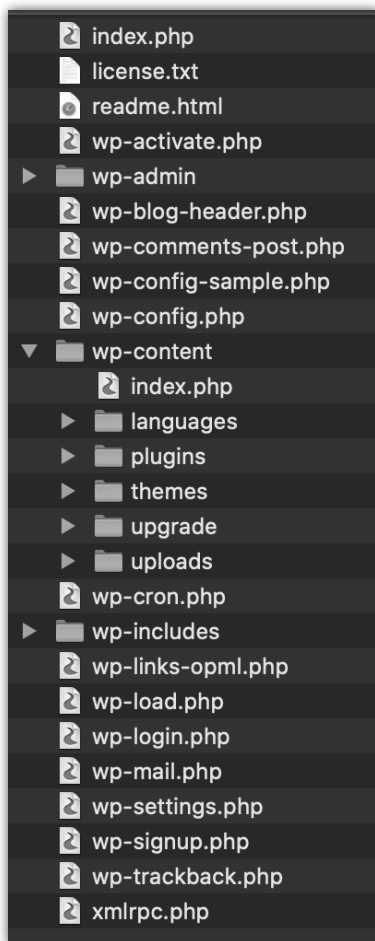 index.php
license.txt
readme.html
wp-activate.php
wp-admin
wp-blog-header.php
wp-comments-post.php
wp-config-sample.php
wp-config.php
wp-content
index.php
languages
plugins
themes
upgrade
uploads
wp-cron.php
wp-includes
wp-links-opml.php
wp-load.php
wp-login.php
wp-mail.php
wp-settings.php
wp-signup.php
wp-trackback.php
xmlrpc.php